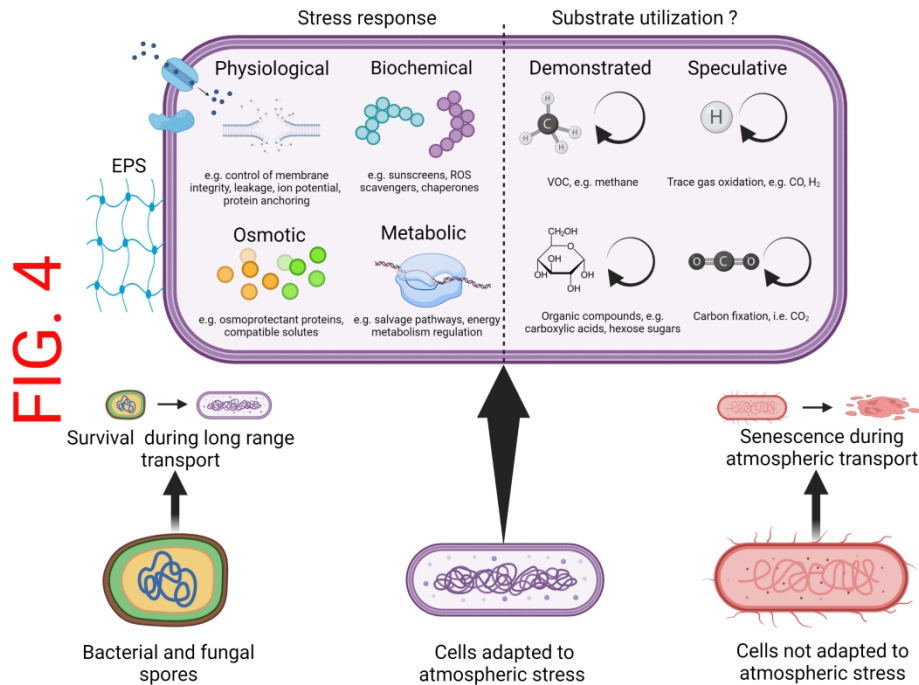 Stress response
Substrate utilization ?
Physiological
Biochemical
Demonstrated
Speculative
e.g. control of membrane
integrity, leakage, ion potential,
protein anchoring
e.g. sunscreens, ROS
scavengers, chaperones
H
H
C
H
H
VOC, e.g. methane
H
Trace gas oxidation, e.g. CO, H₂
EPS
Osmotic
Metabolic
e.g. osmoprotectant proteins,
compatible solutes
e.g. salvage pathways, energy
metabolism regulation
CH₂OH
O
H
H
H
OH
H
HO
OH
H
OH
Organic compounds, e.g.
carboxylic acids, hexose sugars
O C O
Carbon fixation, i.e. CO₂
FIG. 4
Survival during long range
transport
Senescence during
atmospheric transport
Bacterial and fungal
spores
Cells adapted to
atmospheric stress
Cells not adapted to
atmospheric stress